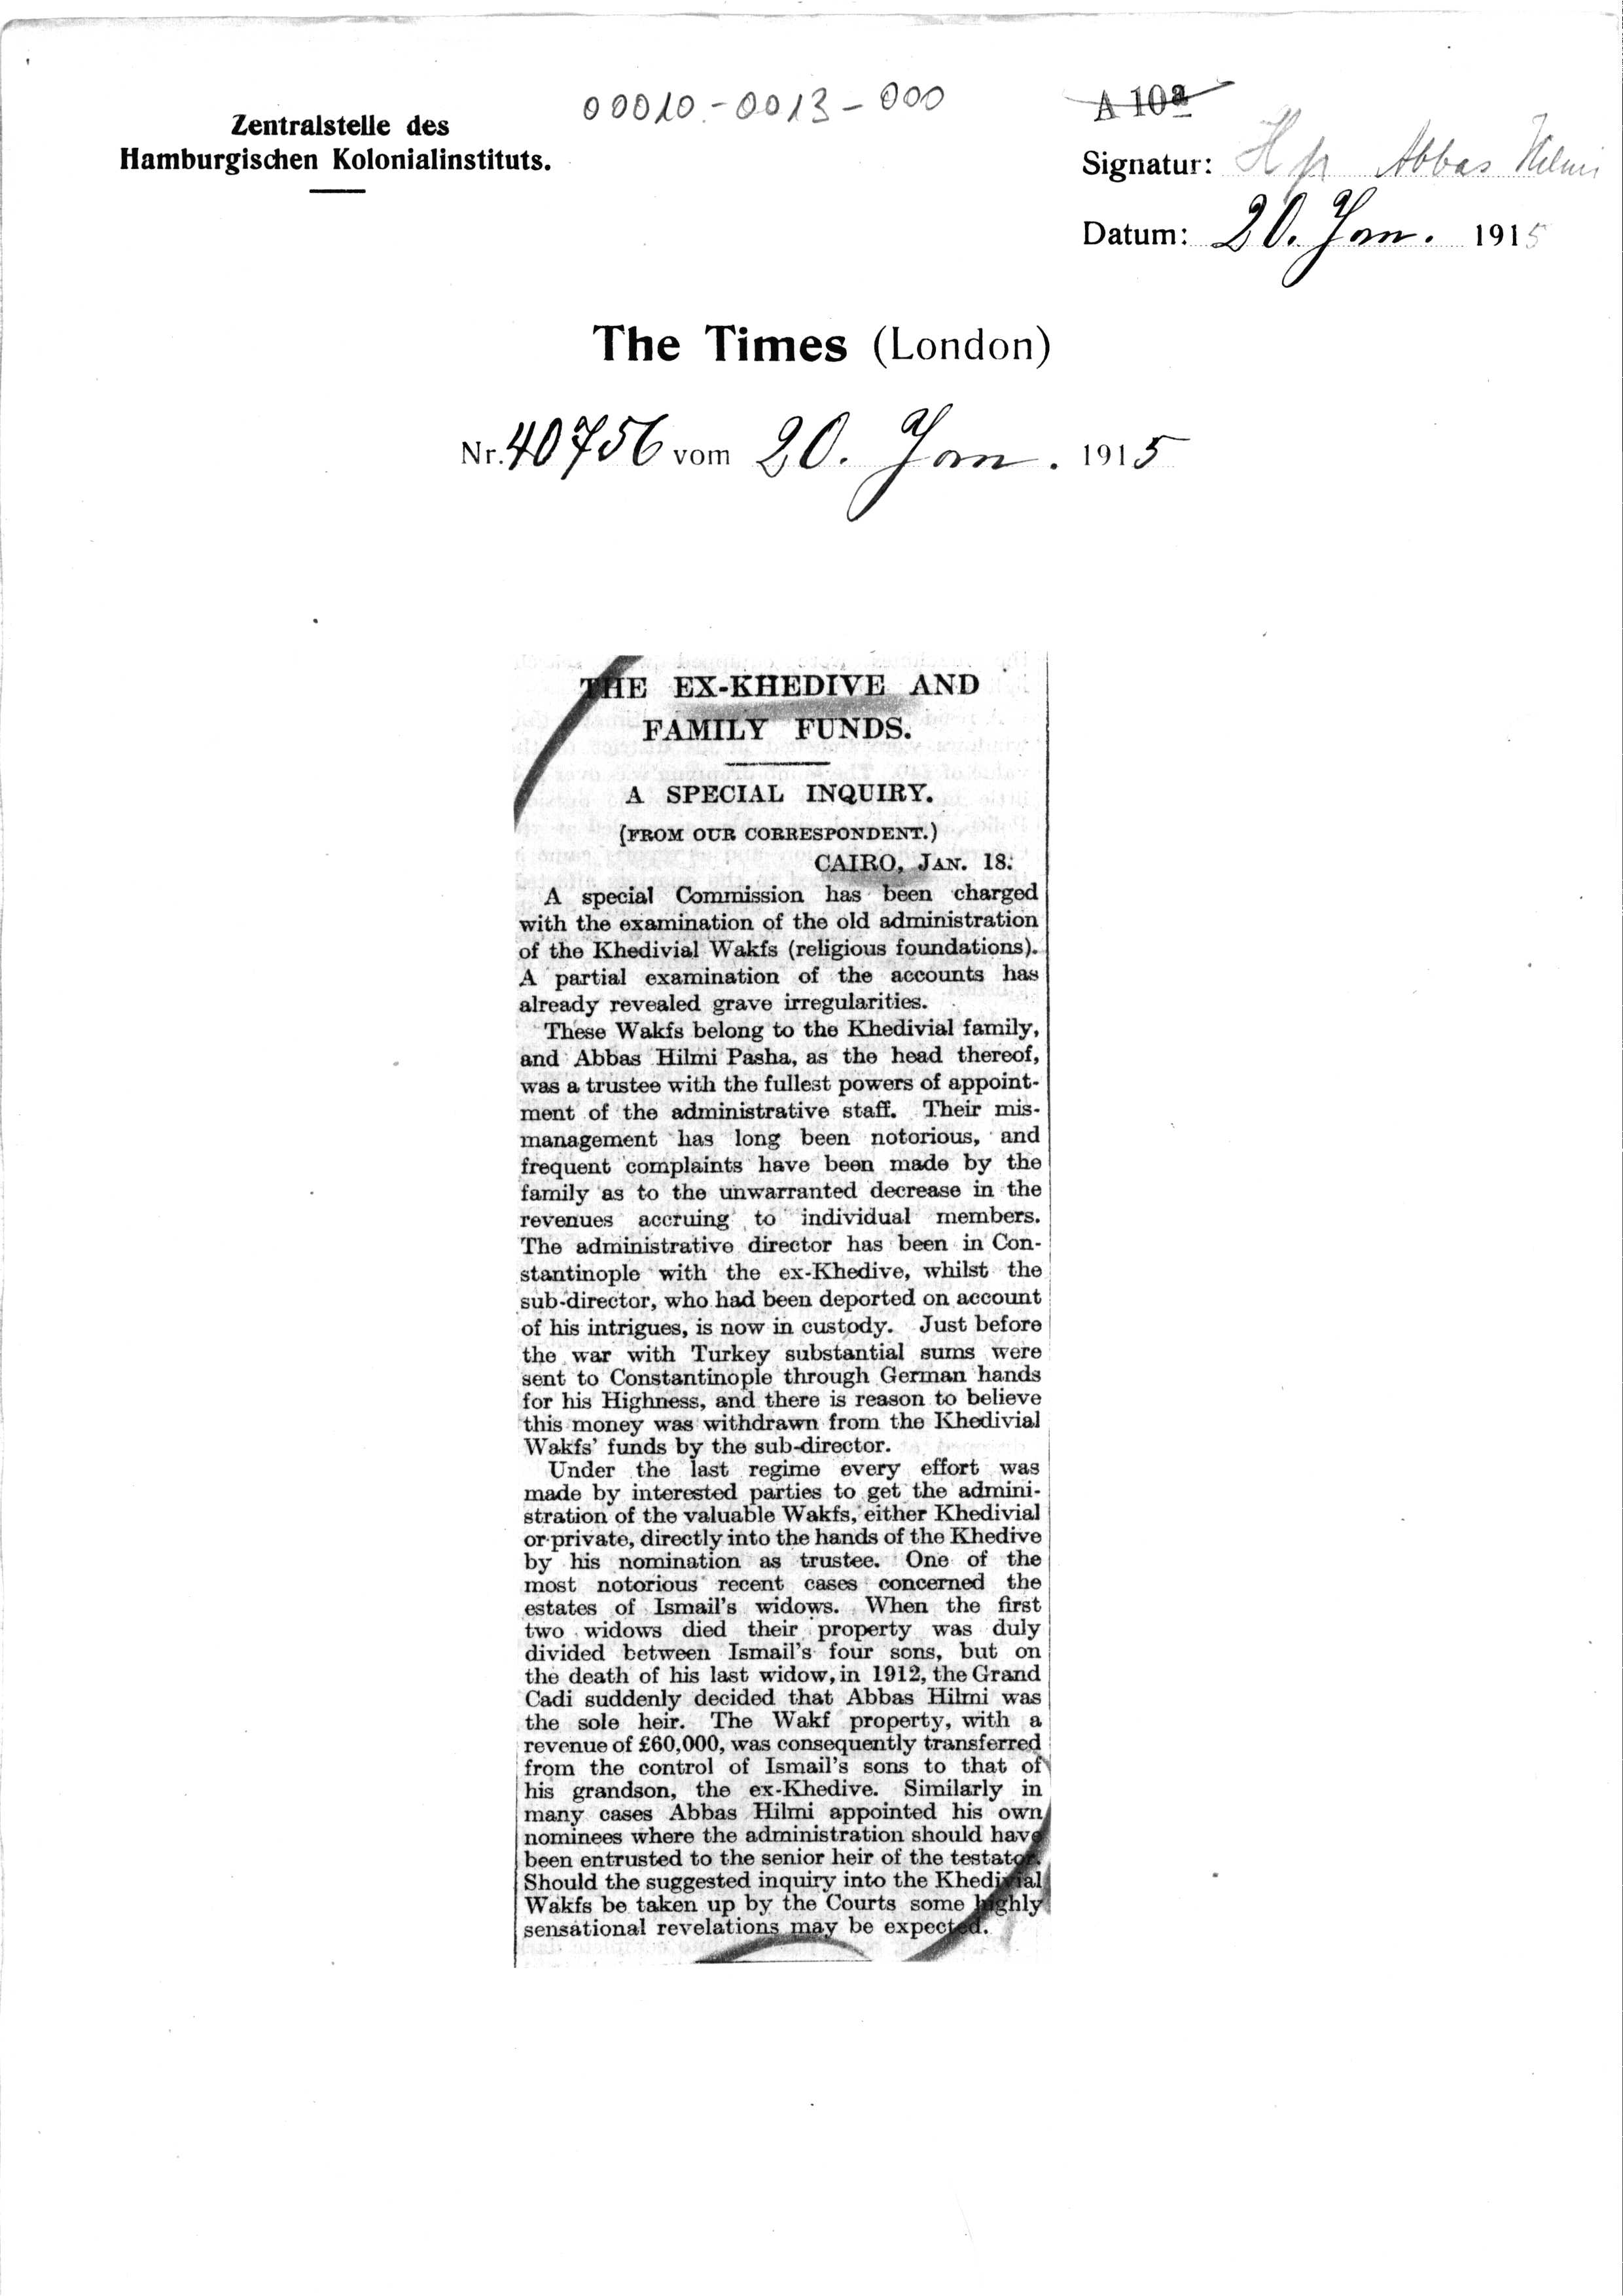 00010-0013-000
A 10a
Zentralstelle des
Hamburgischen Kolonialinstituts.
Signatur: Abbas Hilmi
Datum: 20. Jan. 1915
The Times (London)
Nr. 40756 vom 20. Jan. 1915
THE EX-KHEDIVE AND
FAMILY FUNDS.
A SPECIAL INQUIRY.
(FROM OUR CORRESPONDENT.)
CAIRO, JAN. 18.
A special Commission has been charged
with the examination of the old administration
of the Khedivial Wakfs (religious foundations).
A partial examination of the accounts has
already revealed grave irregularities.
These Wakfs belong to the Khedivial family,
and Abbas Hilmi Pasha, as the head thereof,
was a trustee with the fullest powers of appoint-
ment of the administrative staff. Their mis-
management has long been notorious, and
frequent complaints have been made by the
family as to the unwarranted decrease in the
revenues accruing to individual members.
The administrative director has been in Con-
stantinople with the ex-Khedive, whilst the
sub-director, who had been deported on account
of his intrigues, is now in custody. Just before
the war with Turkey substantial sums were
sent to Constantinople through German hands
for his Highness, and there is reason to believe
this money was withdrawn from the Khedivial
Wakfs' funds by the sub-director.
Under the last regime every effort was
made by interested parties to get the admini-
stration of the valuable Wakfs, either Khedivial
or private, directly into the hands of the Khedive
by his nomination as trustee. One of the
most notorious recent cases concerned the
estates of Ismail's widows. When the first
two widows died their property was duly
divided between Ismail's four sons, but on
the death of his last widow, in 1912, the Grand
Cadi suddenly decided that Abbas Hilmi was
the sole heir. The Wakf property, with a
revenue of £60,000, was consequently transferred
from the control of Ismail's sons to that of
his grandson, the ex-Khedive. Similarly in
many cases Abbas Hilmi appointed his own
nominees where the administration should have
been entrusted to the senior heir of the testator.
Should the suggested inquiry into the Khedivial
Wakfs be taken up by the Courts some highly
sensational revelations may be expected.